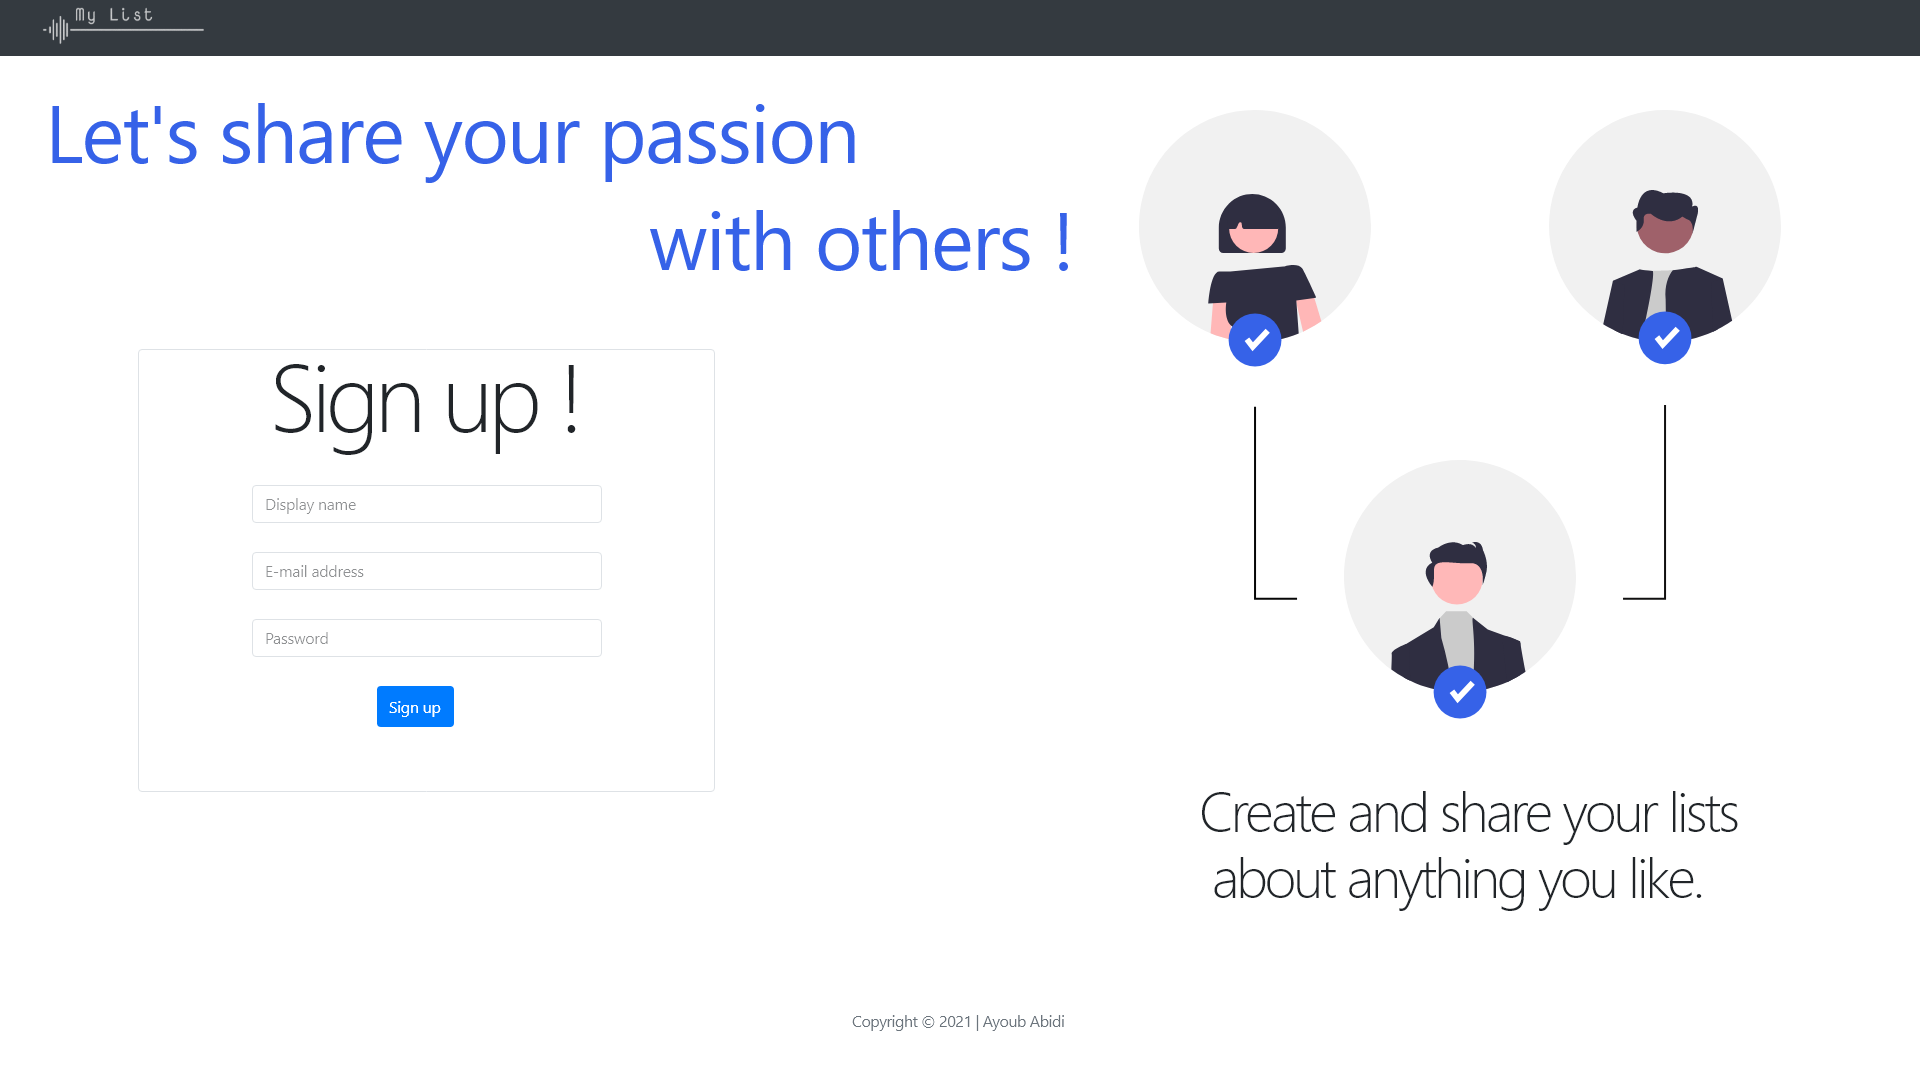 My List
Let's share your passion
with others !
Sign up !
Display name
E-mail address
Password
Sign up
Create and share your lists
about anything you like.
Copyright © 2021 | Ayoub Abidi